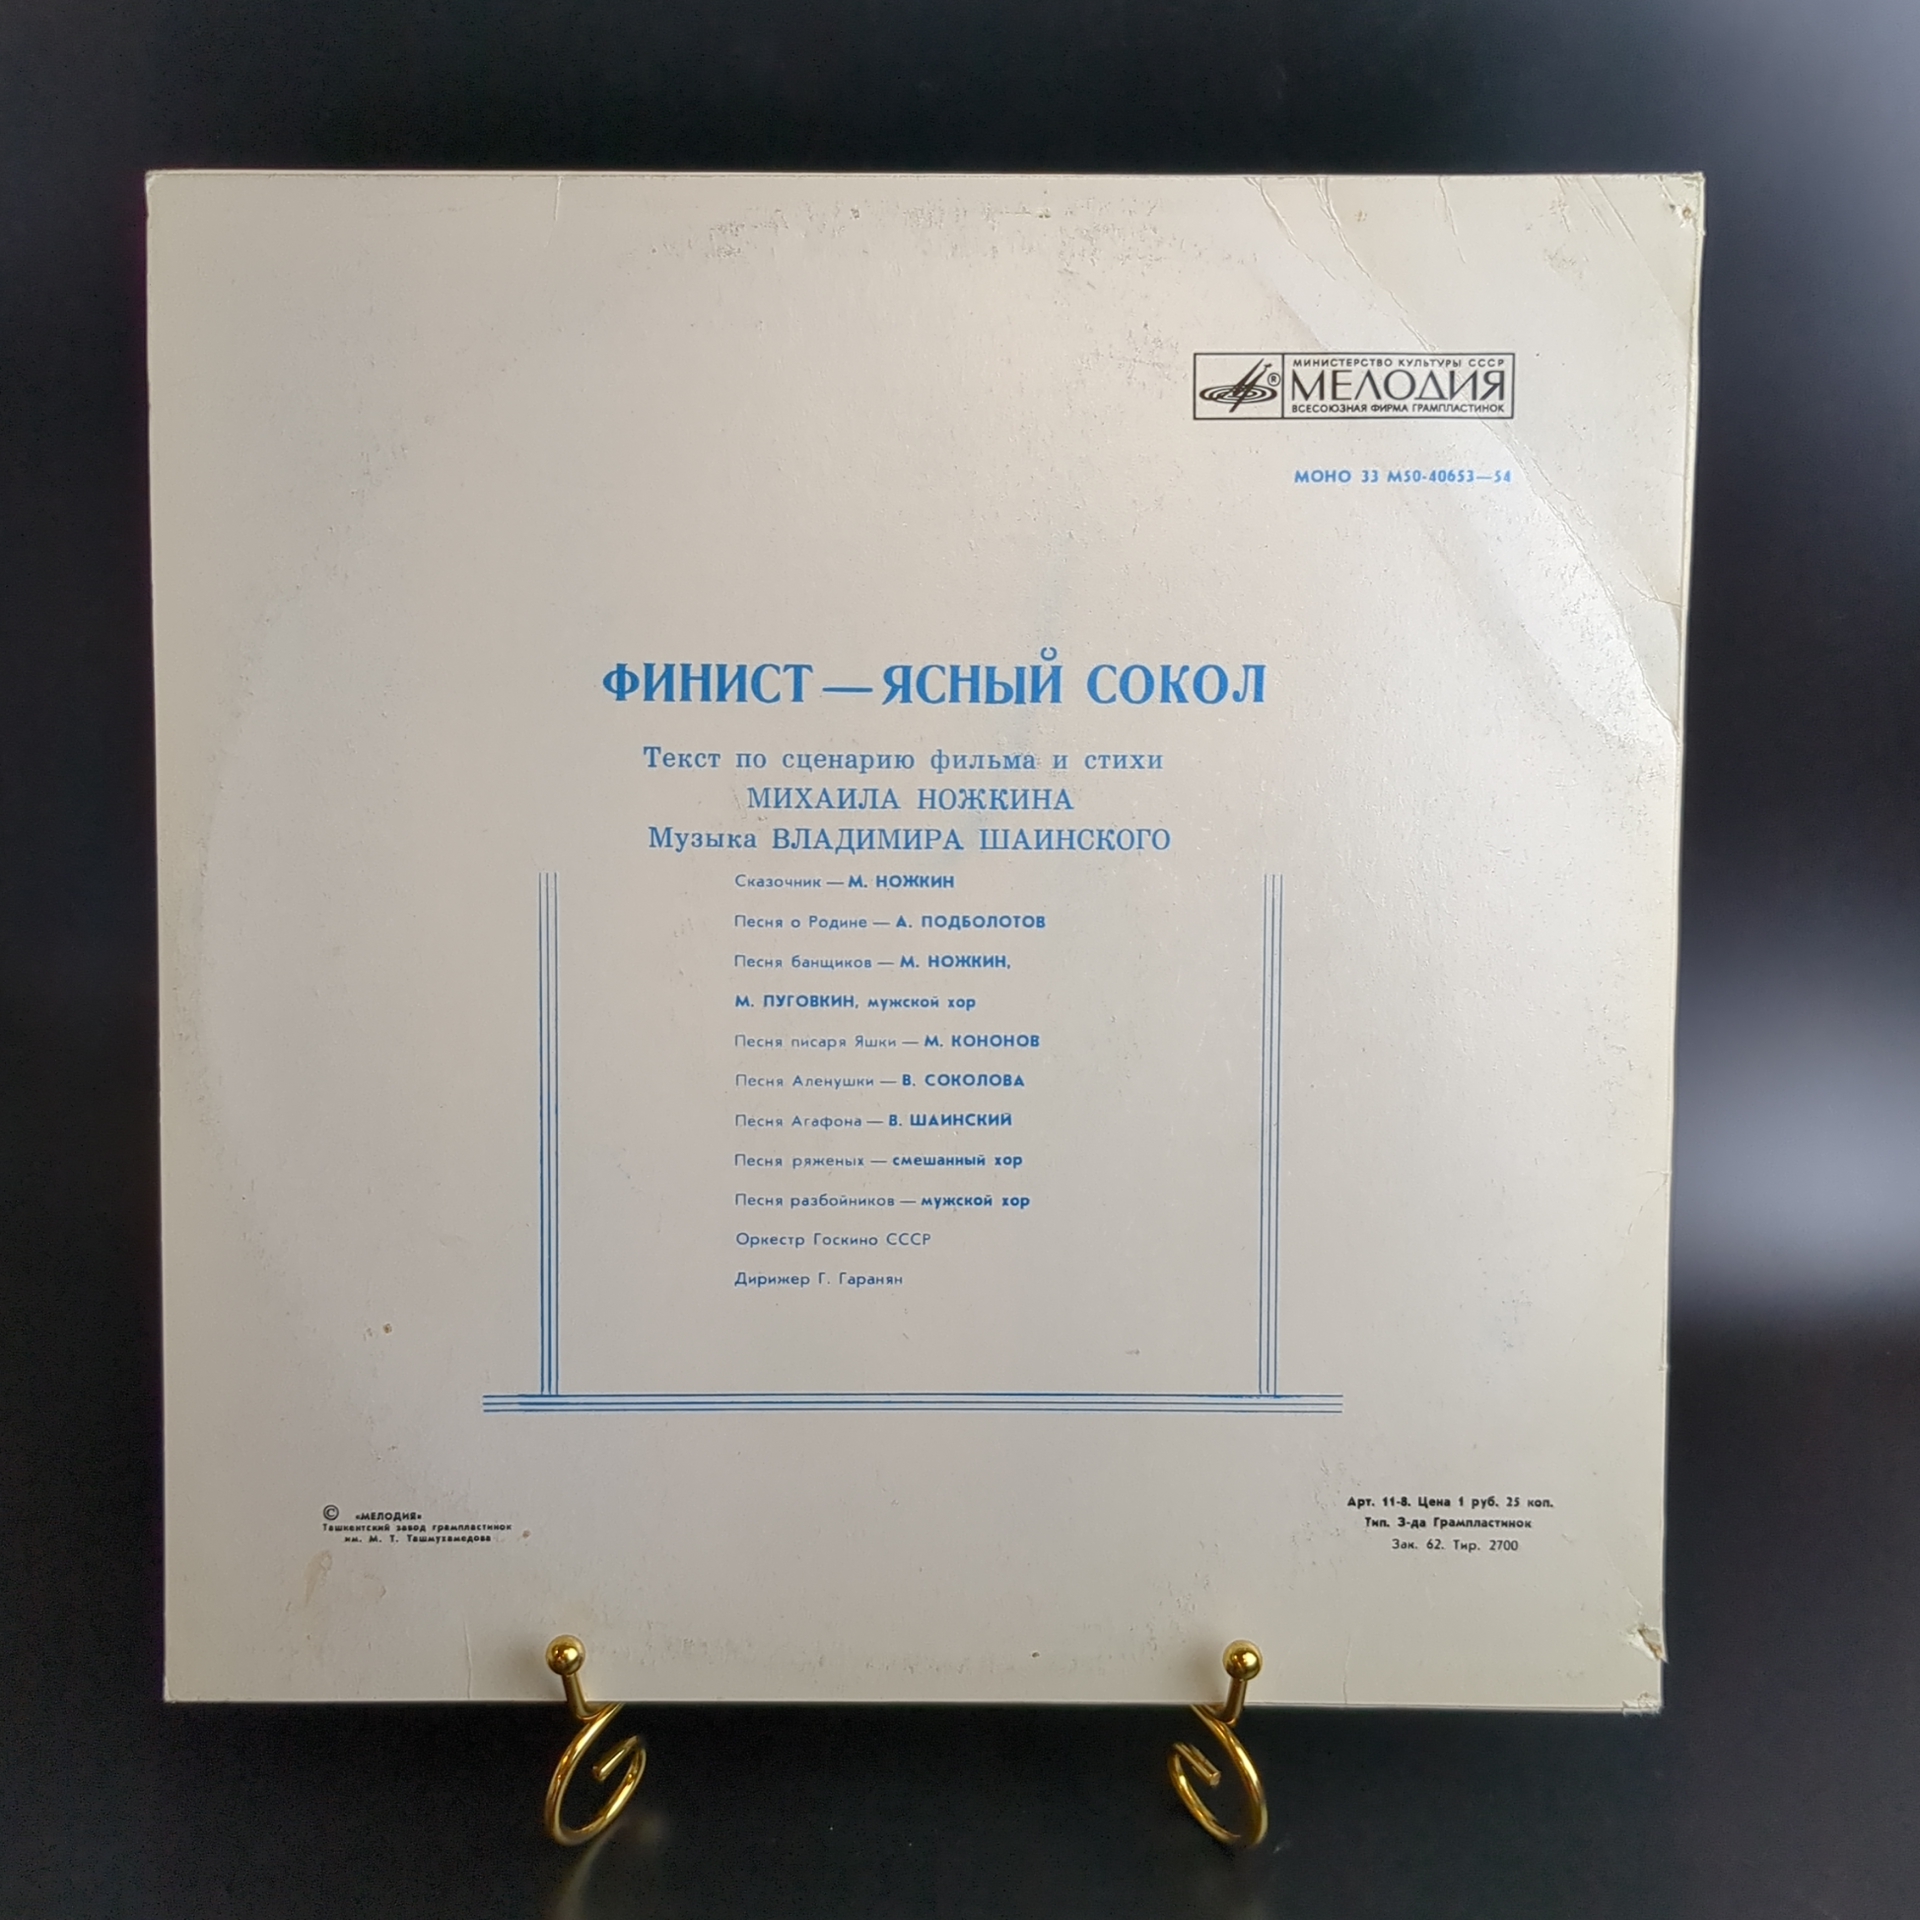 МИНИСТЕРСТВО КУЛЬТУРЫ СССР
МЕЛОДИЯ
ВСЕСОЮЗНАЯ ФИРМА ГРАМПЛАСТИНОК
МОНО 33 М50-40653—54
ФИНИСТ — ЯСНЫЙ СОКОЛ
Текст по сценарию фильма и стихи
МИХАИЛА НОЖКИНА
Музыка ВЛАДИМИРА ШАИНСКОГО
Сказочник — М. НОЖКИН
Песня о Родине — А. ПОДБОЛОТОВ
Песня банщиков — М. НОЖКИН,
М. ПУГОВКИН, мужской хор
Песня писаря Яшки — М. КОНОНОВ
Песня Аленушки — В. СОКОЛОВА
Песня Агафона — В. ШАИНСКИЙ
Песня ряженых — смешанный хор
Песня разбойников — мужской хор
Оркестр Госкино СССР
Дирижер Г. Гаранян
© «МЕЛОДИЯ»
Ташкентский завод грампластинок
им. М. Т. Ташмухамедова
Арт. 11-8. Цена 1 руб. 25 коп.
Тип. З-да Грампластинок
Зак. 62. Тир. 2700